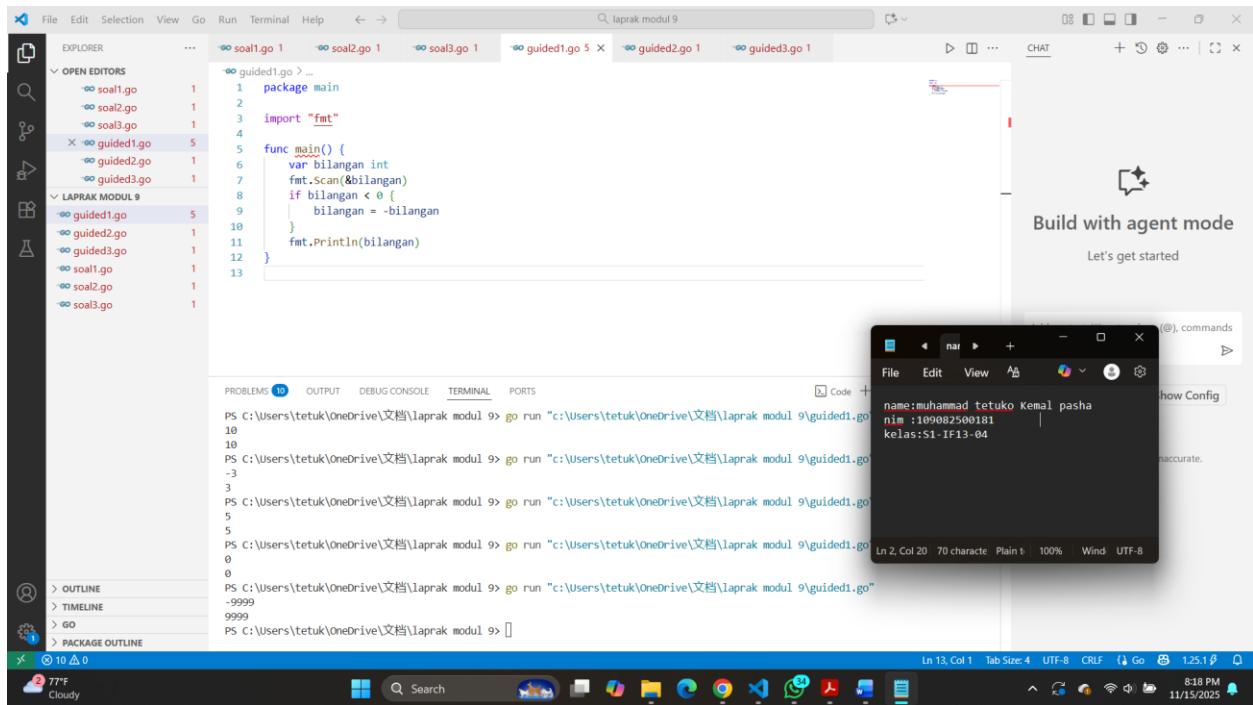 File Edit Selection View Go Run Terminal Help
laprak modul 9
EXPLORER
OPEN EDITORS
soal1.go 1
soal2.go 1
soal3.go 1
guided1.go 5
guided2.go 1
guided3.go 1
LAPRAK MODUL 9
guided1.go 5
guided2.go 1
guided3.go 1
soal1.go 1
soal2.go 1
soal3.go 1
OUTLINE
TIMELINE
GO
PACKAGE OUTLINE
soal1.go 1 soal2.go 1 soal3.go 1 guided1.go 5 guided2.go 1 guided3.go 1
guided1.go > ...
1 package main
2
3 import "fmt"
4
5 func main() {
6 var bilangan int
7 fmt.Scan(&bilangan)
8 if bilangan < 0 {
9 bilangan = -bilangan
10 }
11 fmt.Println(bilangan)
12 }
13
PROBLEMS 10 OUTPUT DEBUG CONSOLE TERMINAL PORTS
Code
PS C:\Users\tetuk\OneDrive\文档\laprak modul 9> go run "c:\Users\tetuk\OneDrive\文档\laprak modul 9\guided1.go"
10
10
PS C:\Users\tetuk\OneDrive\文档\laprak modul 9> go run "c:\Users\tetuk\OneDrive\文档\laprak modul 9\guided1.go"
-3
3
PS C:\Users\tetuk\OneDrive\文档\laprak modul 9> go run "c:\Users\tetuk\OneDrive\文档\laprak modul 9\guided1.go"
5
5
PS C:\Users\tetuk\OneDrive\文档\laprak modul 9> go run "c:\Users\tetuk\OneDrive\文档\laprak modul 9\guided1.go
0
0
PS C:\Users\tetuk\OneDrive\文档\laprak modul 9> go run "c:\Users\tetuk\OneDrive\文档\laprak modul 9\guided1.go"
-9999
9999
PS C:\Users\tetuk\OneDrive\文档\laprak modul 9>
CHAT
Build with agent mode
Let's get started
(@), commands
how Config
naccurate.
nar
File Edit View
name:muhammad tetuko Kemal pasha
nim :109082500181
kelas:S1-IF13-04
Ln 2, Col 20 70 characte Plain t 100% Wind UTF-8
10 0
Ln 13, Col 1 Tab Size: 4 UTF-8 CRLF Go 1.25.1
2
77°F
Cloudy
Search
34
8:18 PM
11/15/2025